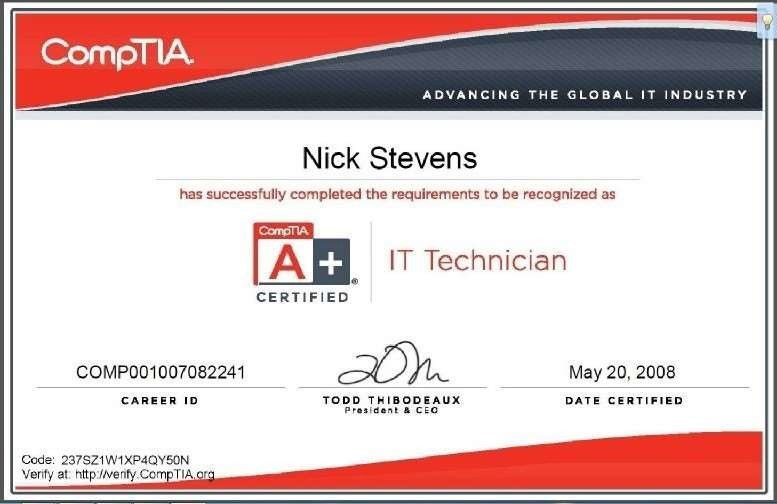 CompTIA.
ADVANCING THE GLOBAL IT INDUSTRY
Nick Stevens
has successfully completed the requirements to be recognized as
CompTIA
A+
®
CERTIFIED
IT Technician
COMP001007082241
CAREER ID
TODD THIBODEAUX
President & CEO
May 20, 2008
DATE CERTIFIED
Code: 237SZ1W1XP4QY50N
Verify at: http://verify.CompTIA.org